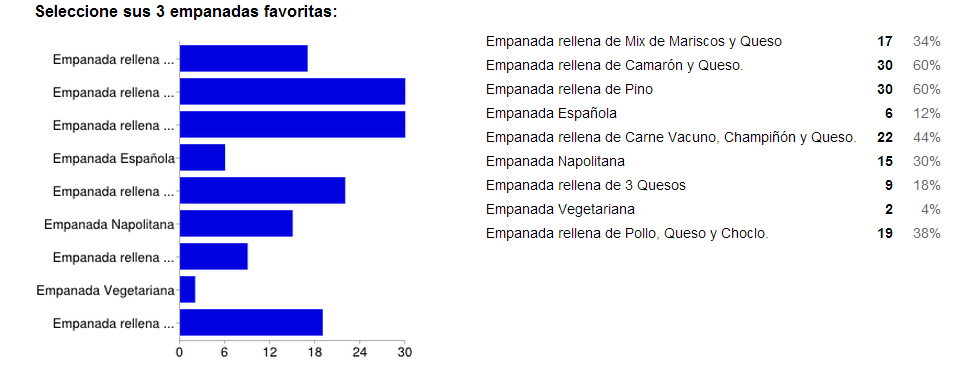 Seleccione sus 3 empanadas favoritas:
Empanada rellena ...
Empanada rellena ...
Empanada rellena ...
Empanada Española
Empanada rellena ...
Empanada Napolitana
Empanada rellena ...
Empanada Vegetariana
Empanada rellena ...
0 6 12 18 24 30
Empanada rellena de Mix de Mariscos y Queso 17 34%
Empanada rellena de Camarón y Queso. 30 60%
Empanada rellena de Pino 30 60%
Empanada Española 6 12%
Empanada rellena de Carne Vacuno, Champiñón y Queso. 22 44%
Empanada Napolitana 15 30%
Empanada rellena de 3 Quesos 9 18%
Empanada Vegetariana 2 4%
Empanada rellena de Pollo, Queso y Choclo. 19 38%